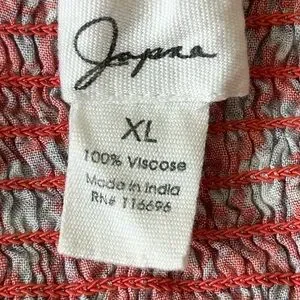 Japna
XL
100% Viscose
Made in India
RN# 116696